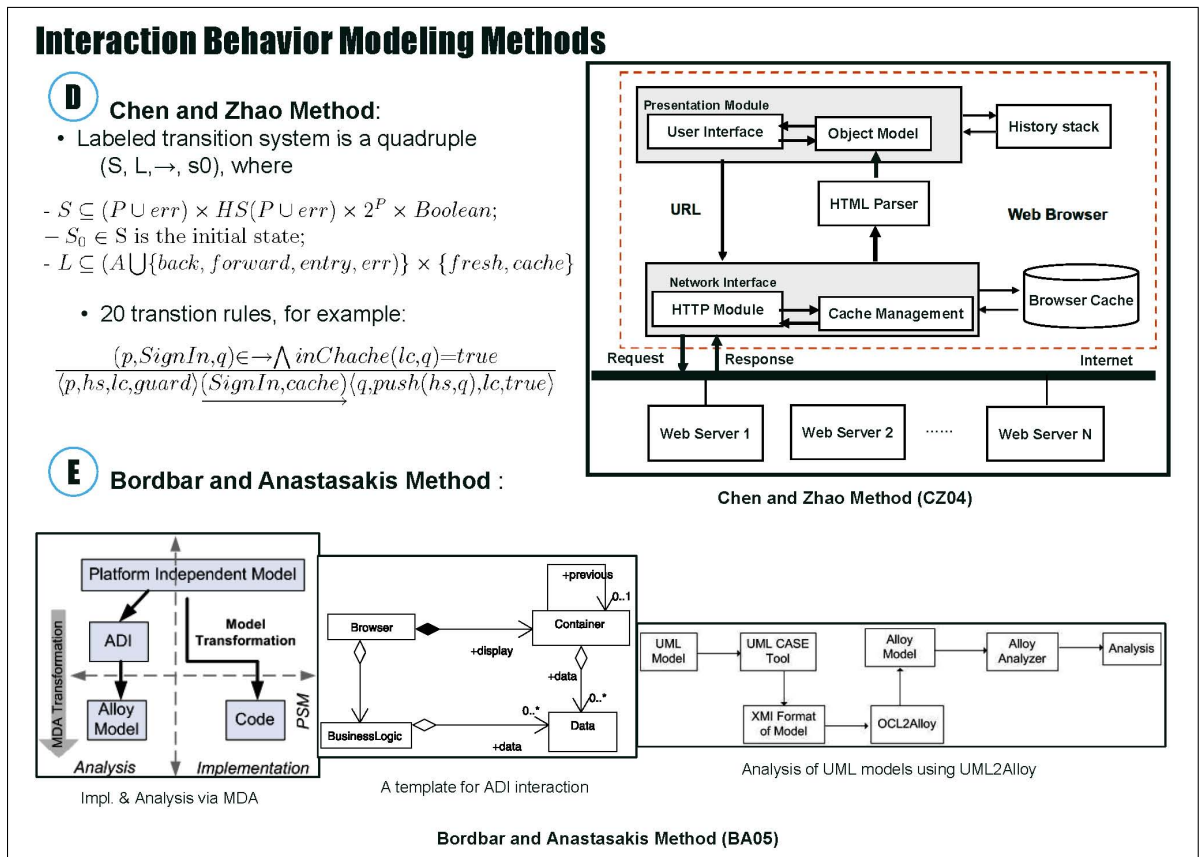 Interaction Behavior Modeling Methods
D
Chen and Zhao Method:
• Labeled transition system is a quadruple
(S, L,→, s0), where
- S ⊆ (P ∪ err) × HS(P ∪ err) × 2^P × Boolean;
− S_0 ∈ S is the initial state;
- L ⊆ (A ⋃{back, forward, entry, err)} × {fresh, cache}
• 20 transtion rules, for example:
(p,SignIn,q)∈→⋀ inChache(lc,q)=true
⟨p,hs,lc,guard⟩(SignIn,cache)⟨q,push(hs,q),lc,true⟩
Presentation Module
User Interface
Object Model
History stack
URL
HTML Parser
Web Browser
Network Interface
HTTP Module
Cache Management
Browser Cache
Request
Response
Internet
Web Server 1
Web Server 2
......
Web Server N
Chen and Zhao Method (CZ04)
E
Bordbar and Anastasakis Method :
Platform Independent Model
MDA Transformation
ADI
Model
Transformation
Alloy
Model
Code
PSM
Analysis
Implementation
Impl. & Analysis via MDA
+previous
0..1
Browser
Container
+display
+data
0..*
0..*
BusinessLogic
Data
+data
A template for ADI interaction
UML
Model
UML CASE
Tool
Alloy
Model
Alloy
Analyzer
Analysis
XMI Format
of Model
OCL2Alloy
Analysis of UML models using UML2Alloy
Bordbar and Anastasakis Method (BA05)